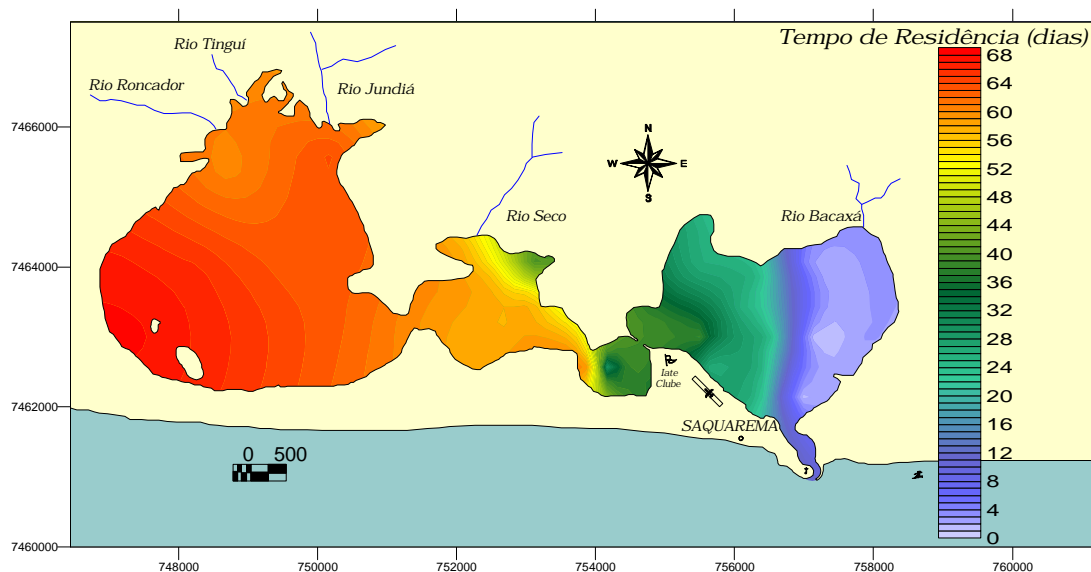 Tempo de Residência (dias)
Rio Tinguí
Rio Roncador
Rio Jundiá
Rio Seco
Rio Bacaxá
N
W
E
S
Iate
Clube
SAQUAREMA
0 500
68
64
60
56
52
48
44
40
36
32
28
24
20
16
12
8
4
0
7466000
7464000
7462000
7460000
748000 750000 752000 754000 756000 758000 760000